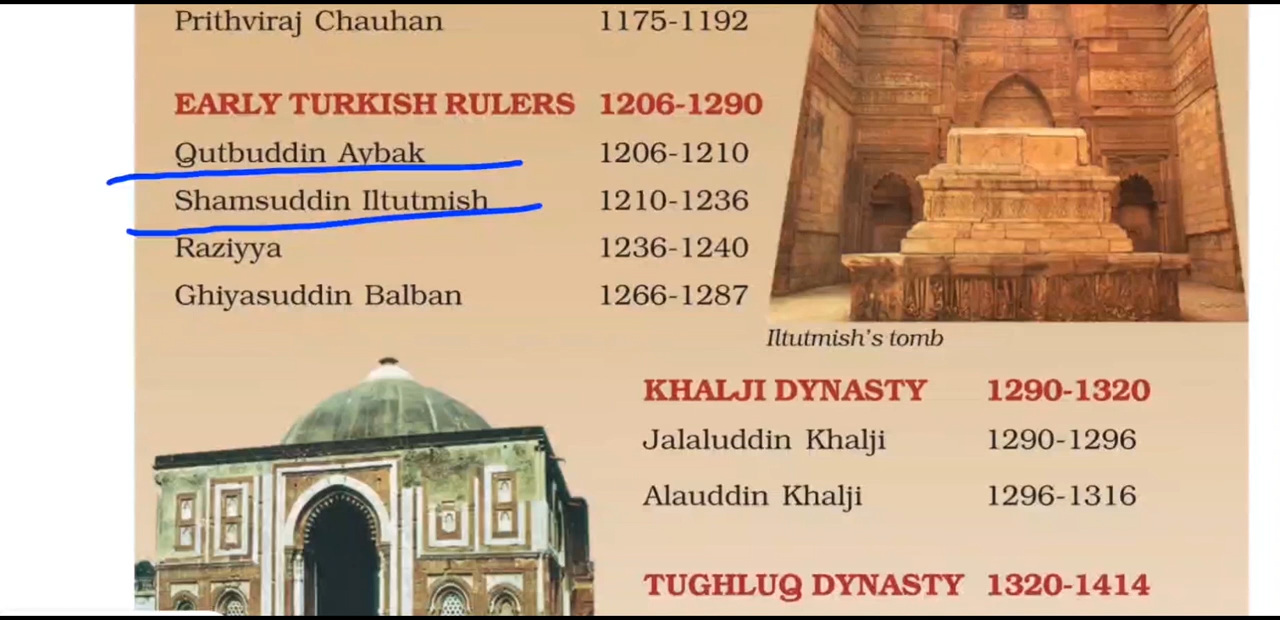 Prithviraj Chauhan 1175-1192
EARLY TURKISH RULERS 1206-1290
Qutbuddin Aybak 1206-1210
Shamsuddin Iltutmish 1210-1236
Raziyya 1236-1240
Ghiyasuddin Balban 1266-1287
Iltutmish's tomb
KHALJI DYNASTY 1290-1320
Jalaluddin Khalji 1290-1296
Alauddin Khalji 1296-1316
TUGHLUQ DYNASTY 1320-1414